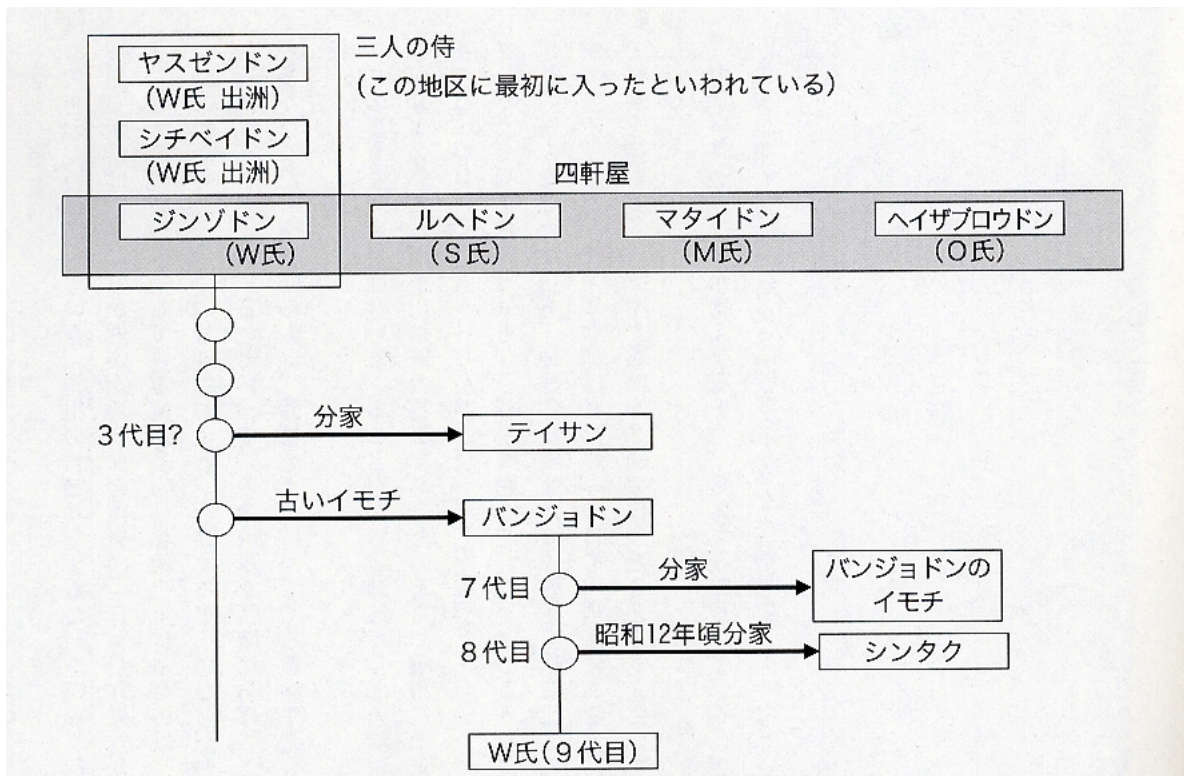 ヤスゼンドン
三人の侍
(W氏 出洲)
(この地区に最初に入ったといわれている)
シチベイドン
(W氏 出洲)
四軒屋
ジンゾドン
ルヘドン
マタイドン
ヘイザブロウドン
(W氏)
(S氏)
(M氏)
(O氏)
3代目?
分家
テイサン
古いイモチ
バンジョドン
7代目
分家
バンジョドンの
イモチ
8代目
昭和12年頃分家
シンタク
W氏(9代目)